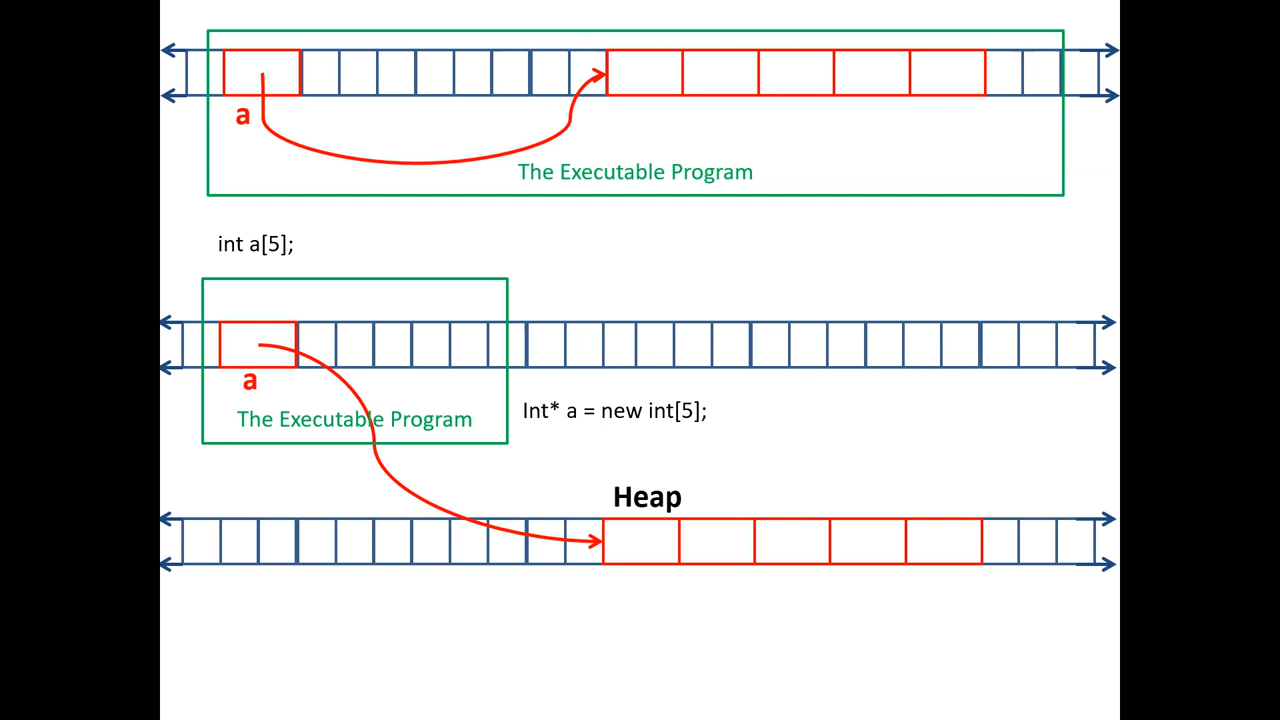 a
The Executable Program
int a[5];
a
The Executable Program
Int* a = new int[5];
Heap